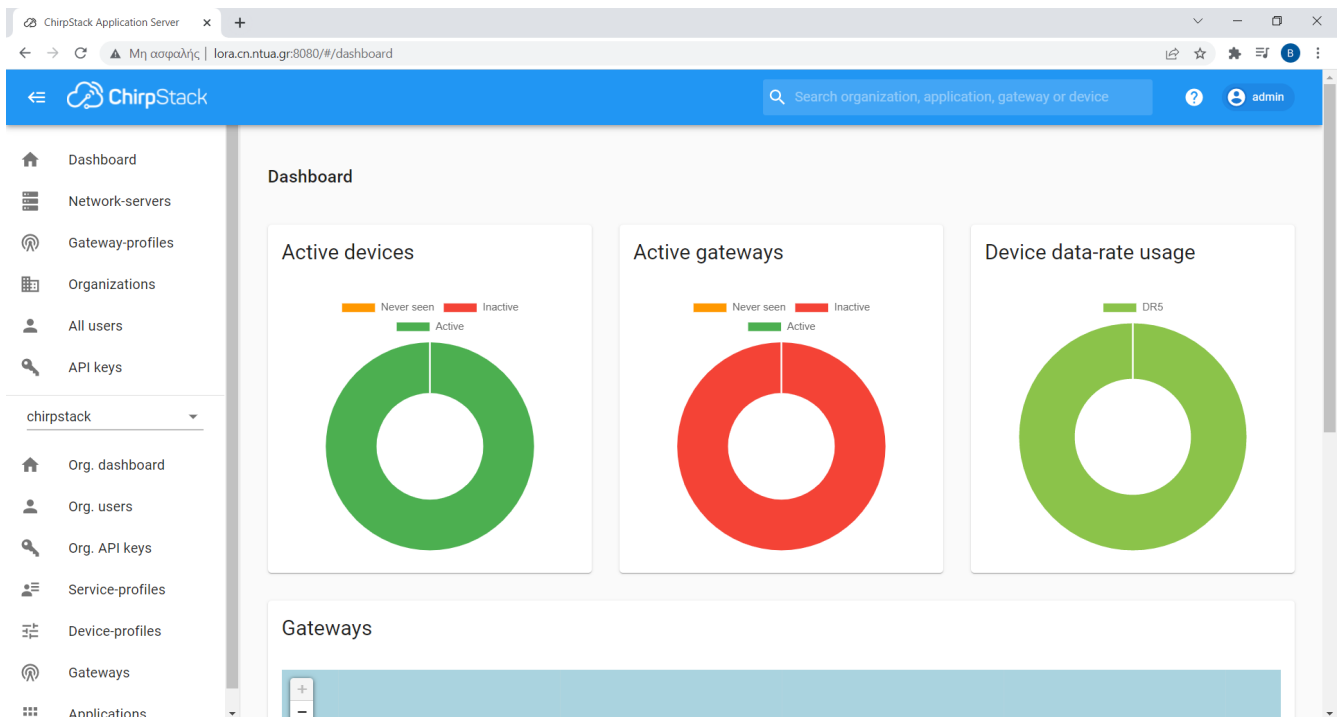 ChirpStack Application Server
Μη ασφαλής | lora.cn.ntua.gr:8080/#/dashboard
B
ChirpStack
Search organization, application, gateway or device
? admin
Dashboard
Network-servers
Gateway-profiles
Organizations
All users
API keys
chirpstack
Org. dashboard
Org. users
Org. API keys
Service-profiles
Device-profiles
Gateways
Applications
Dashboard
Active devices
Never seen Inactive
Active
Active gateways
Never seen Inactive
Active
Device data-rate usage
DR5
Gateways
+
−